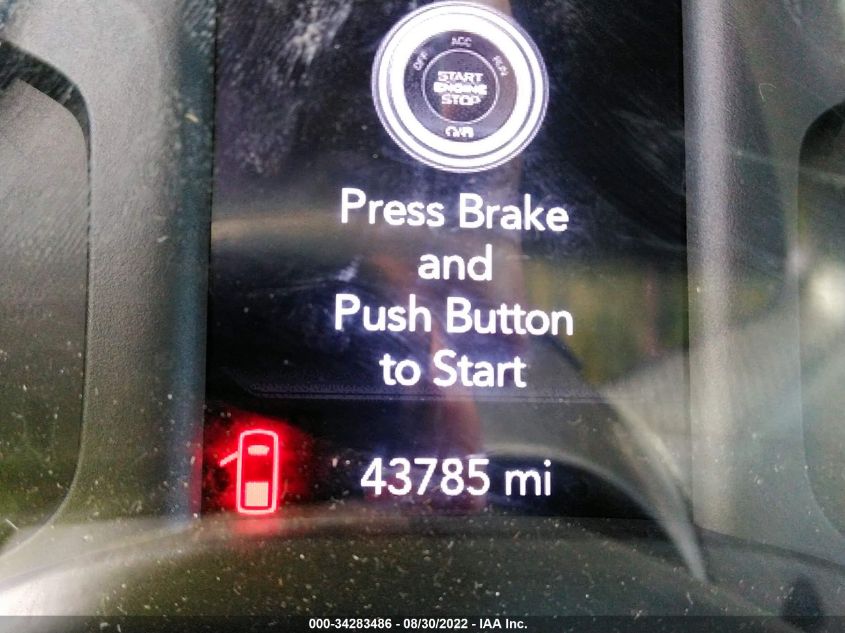 ACC
OFF
RUN
START
ENGINE
STOP
Press Brake
and
Push Button
to Start
43785 mi
000-34283486 - 08/30/2022 - IAA Inc.